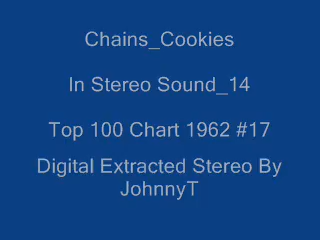 Chains_Cookies
In Stereo Sound_14
Top 100 Chart 1962 #17
Digital Extracted Stereo By
JohnnyT